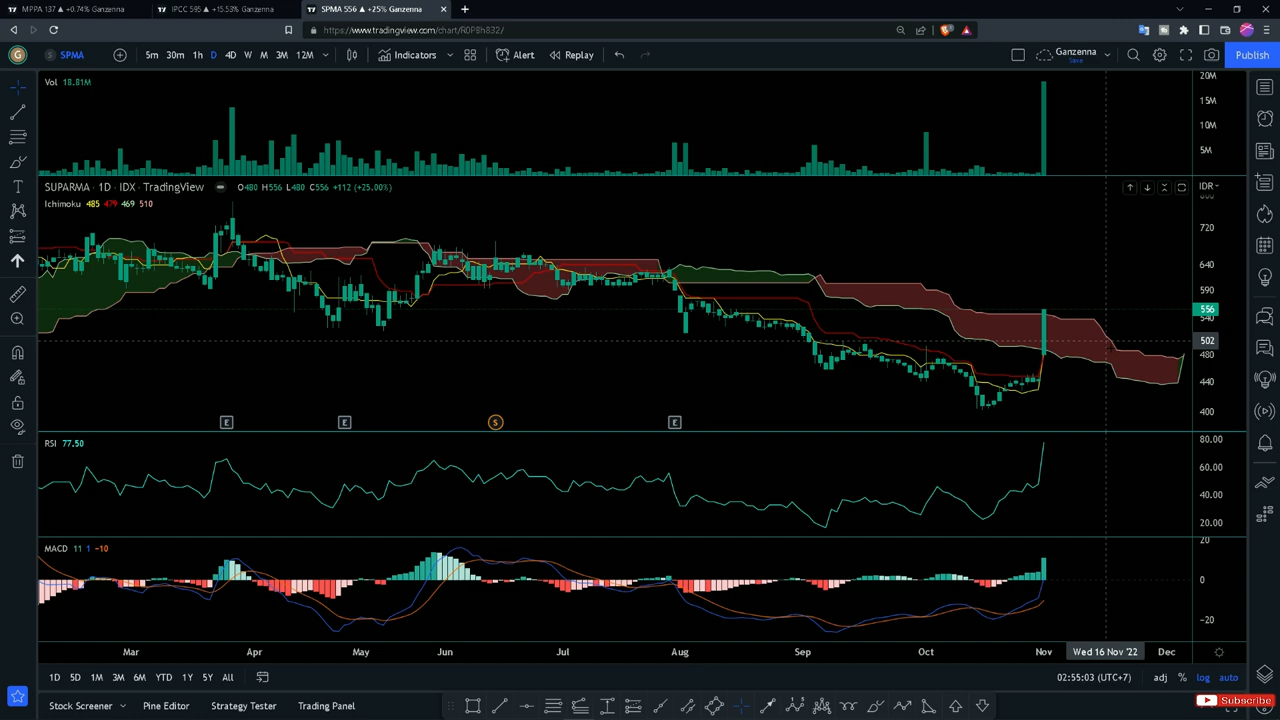 MPPA 137 ▲ +0.74% Ganzenna
IPCC 595 ▲ +15.53% Ganzenna
SPMA 556 ▲ +25% Ganzenna
https://www.tradingview.com/chart/R0PBh832/
G
S SPMA
5m 30m 1h D 4D W M 3M 12M
Indicators
Alert
Replay
Ganzenna
Save
Publish
Vol 18.81M
20M
15M
10M
5M
SUPARMA · 1D · IDX · TradingView
O480 H556 L480 C556 +112 (+25.00%)
IDR
Ichimoku 485 479 469 510
800
720
640
590
556
540
502
480
440
400
E
E
S
E
RSI 77.50
80.00
60.00
40.00
20.00
MACD 11 1 −10
20
0
−20
Mar Apr May Jun Jul Aug Sep Oct Nov Wed 16 Nov '22 Dec
1D 5D 1M 3M 6M YTD 1Y 5Y All
02:55:03 (UTC+7)
adj % log auto
Stock Screener
Pine Editor
Strategy Tester
Trading Panel
Subscribe